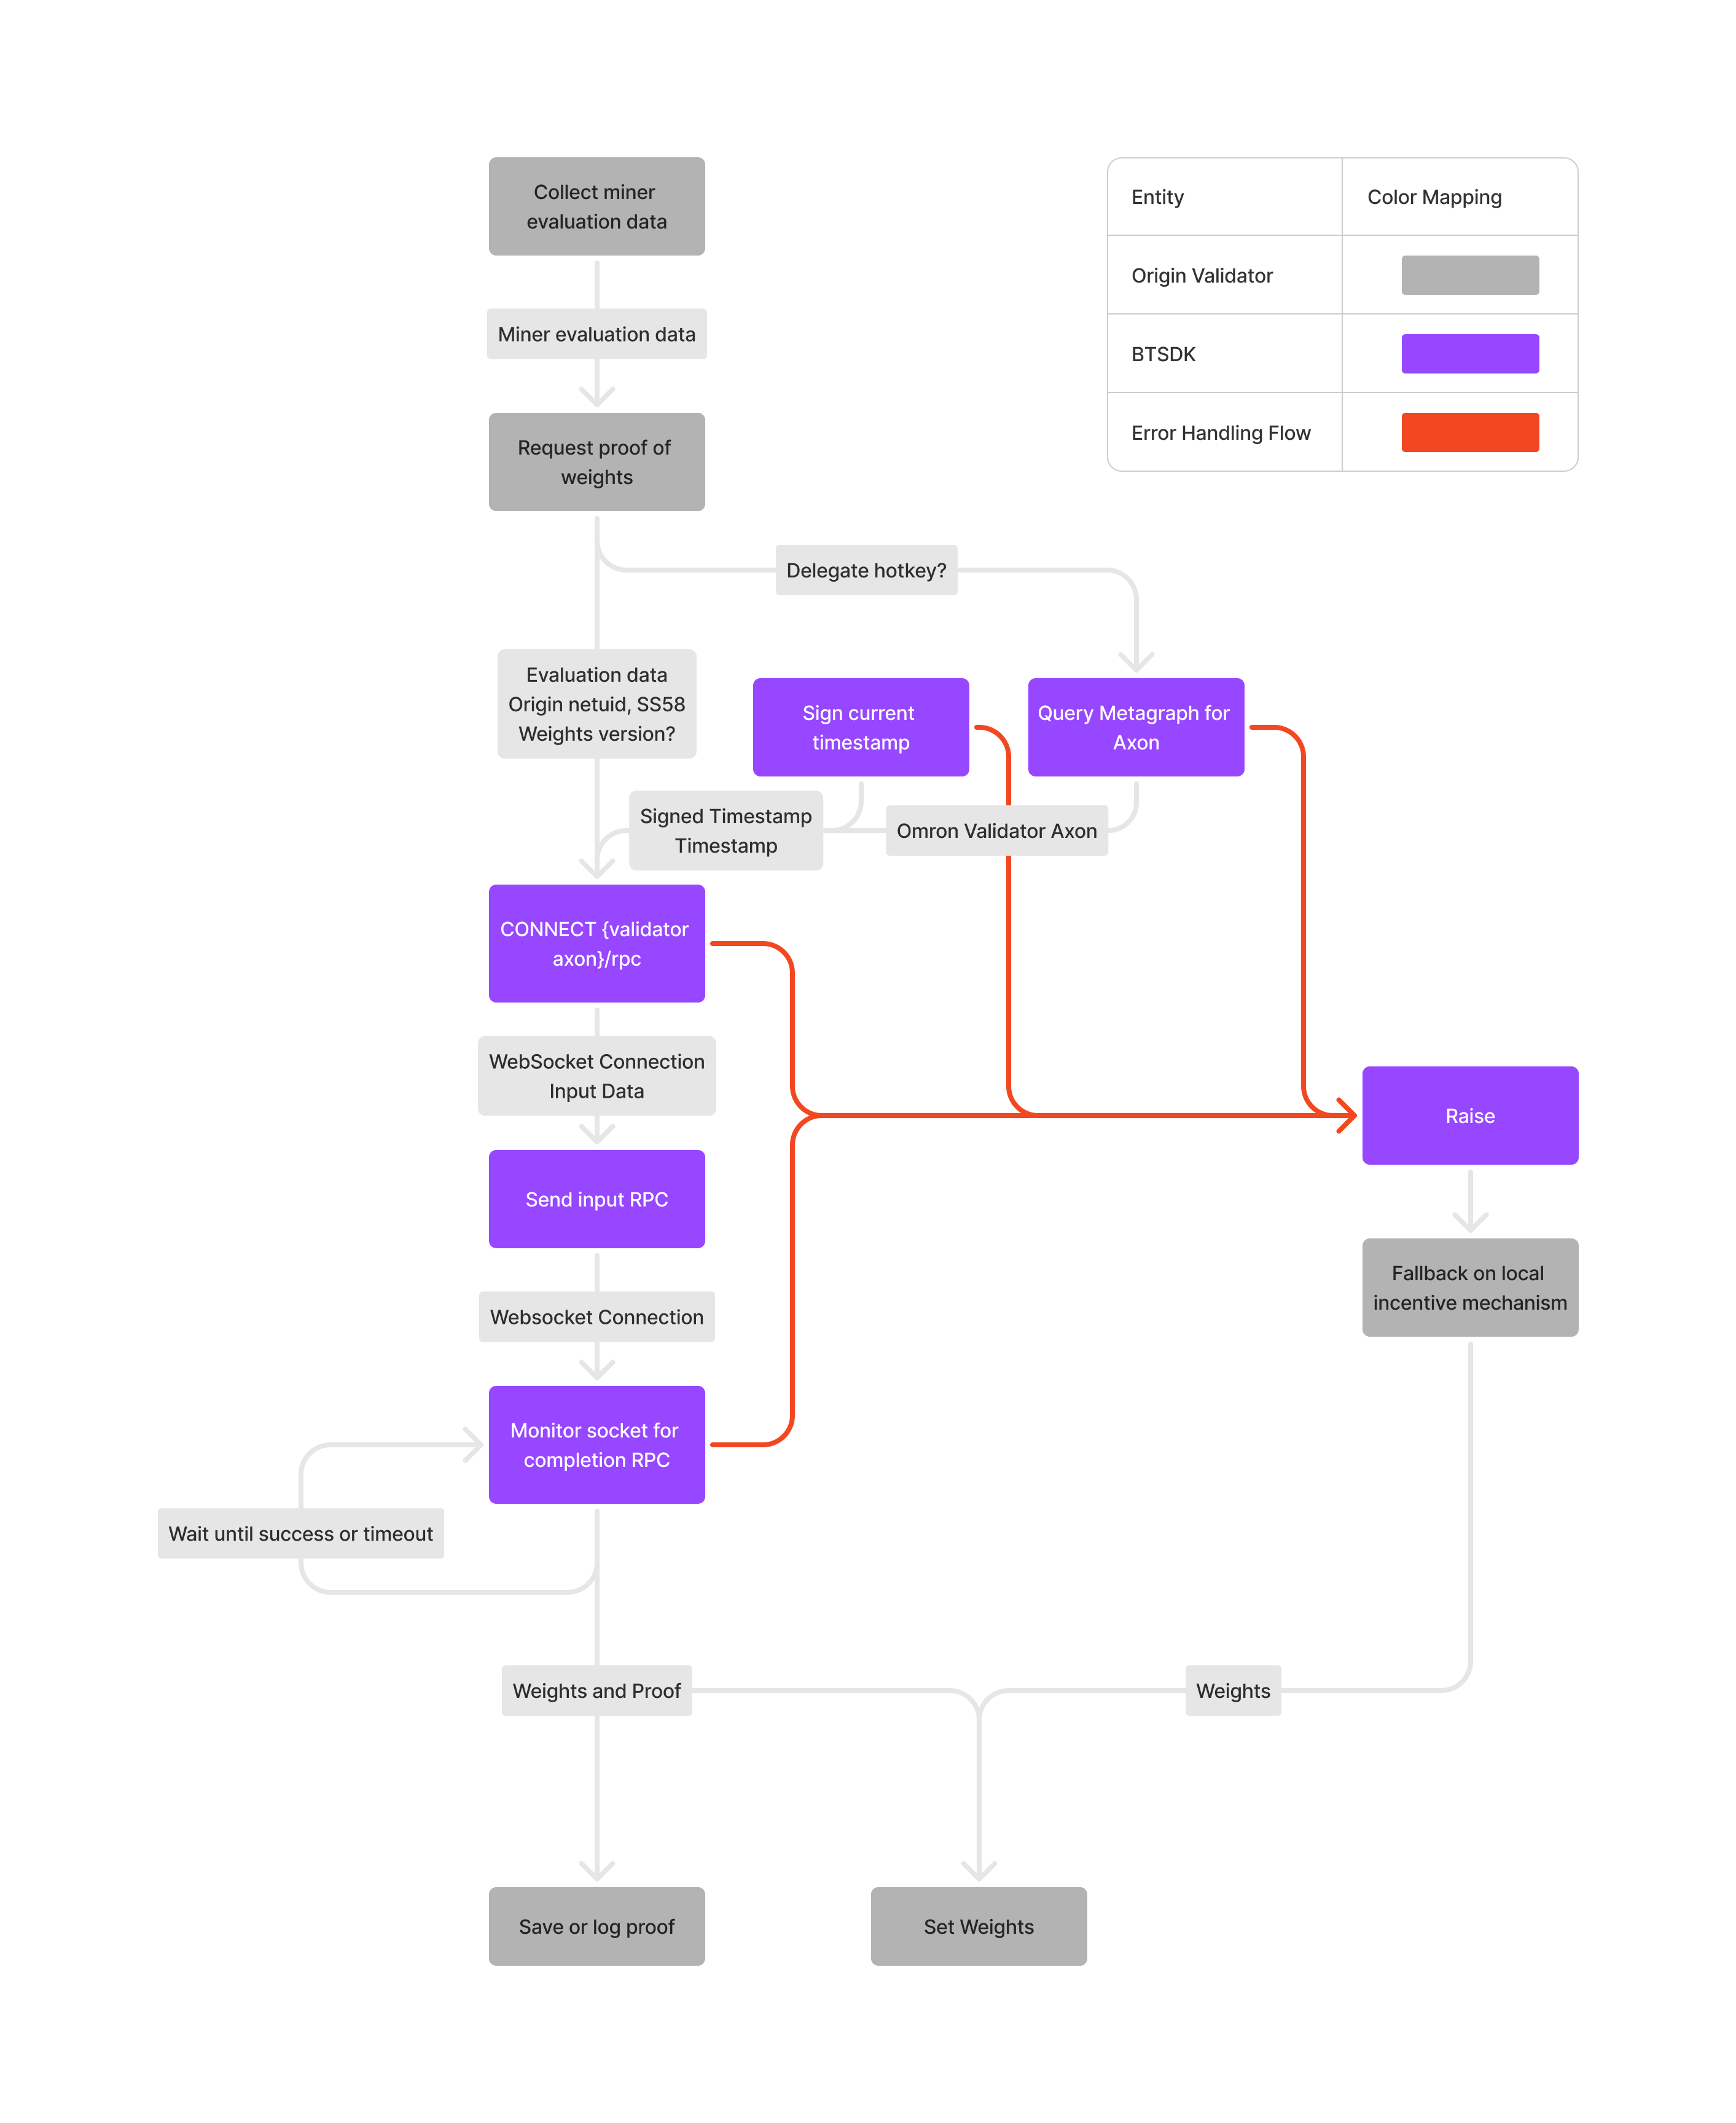 Collect miner
evaluation data
Entity
Color Mapping
Origin Validator
BTSDK
Error Handling Flow
Miner evaluation data
Request proof of
weights
Delegate hotkey?
Evaluation data
Origin netuid, SS58
Weights version?
Sign current
timestamp
Query Metagraph for
Axon
Signed Timestamp
Timestamp
Omron Validator Axon
CONNECT {validator
axon}/rpc
WebSocket Connection
Input Data
Raise
Send input RPC
Fallback on local
incentive mechanism
Websocket Connection
Monitor socket for
completion RPC
Wait until success or timeout
Weights and Proof
Weights
Save or log proof
Set Weights